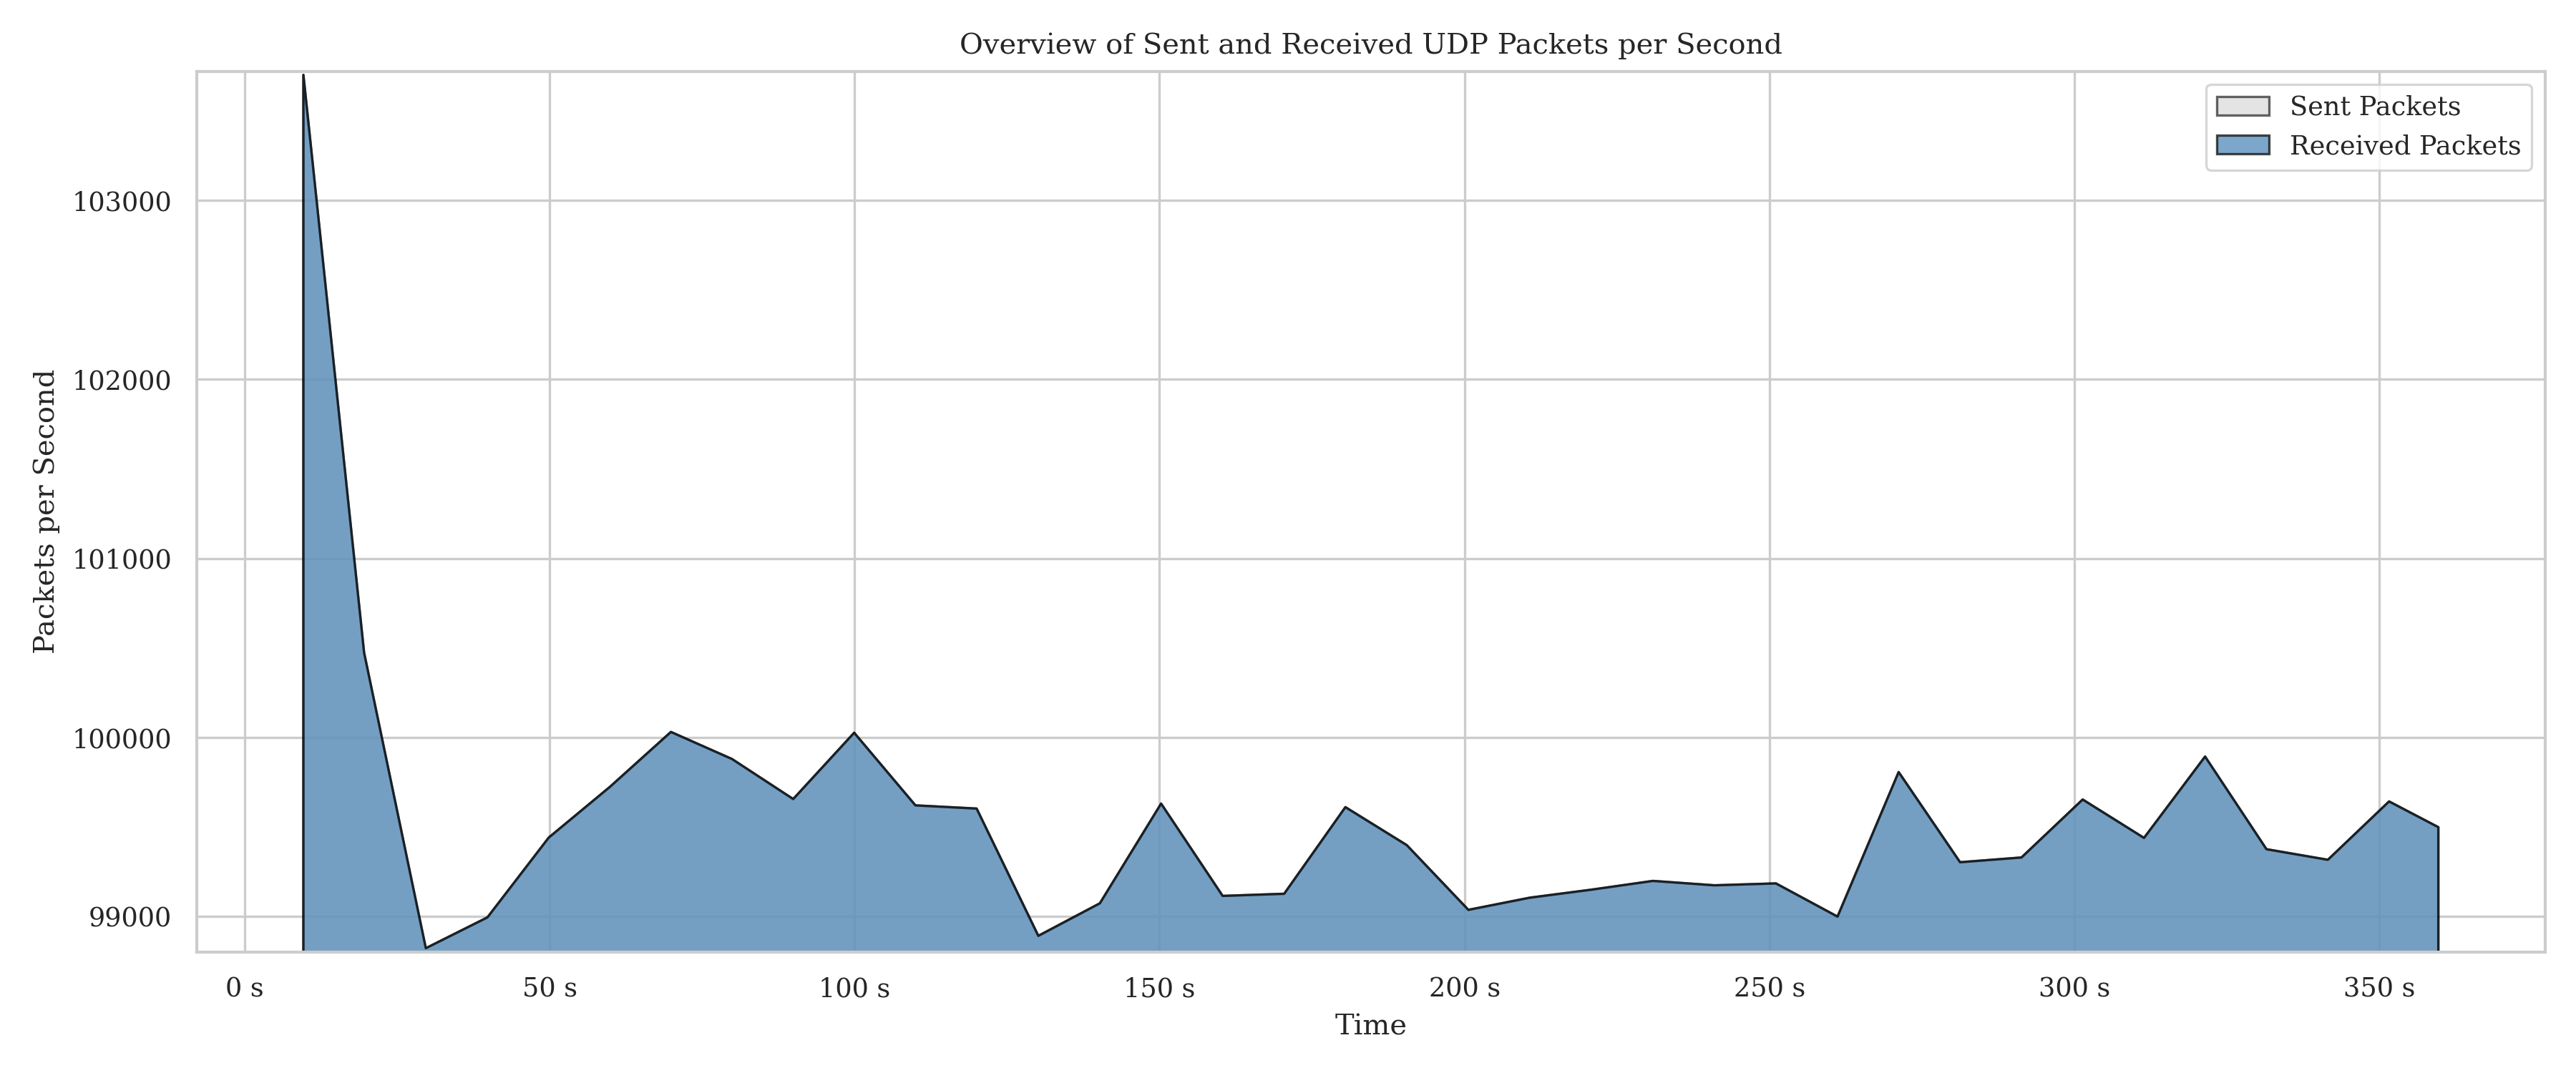 Overview of Sent and Received UDP Packets per Second
Sent Packets
Received Packets
Packets per Second
103000
102000
101000
100000
99000
0 s
50 s
100 s
150 s
200 s
250 s
300 s
350 s
Time